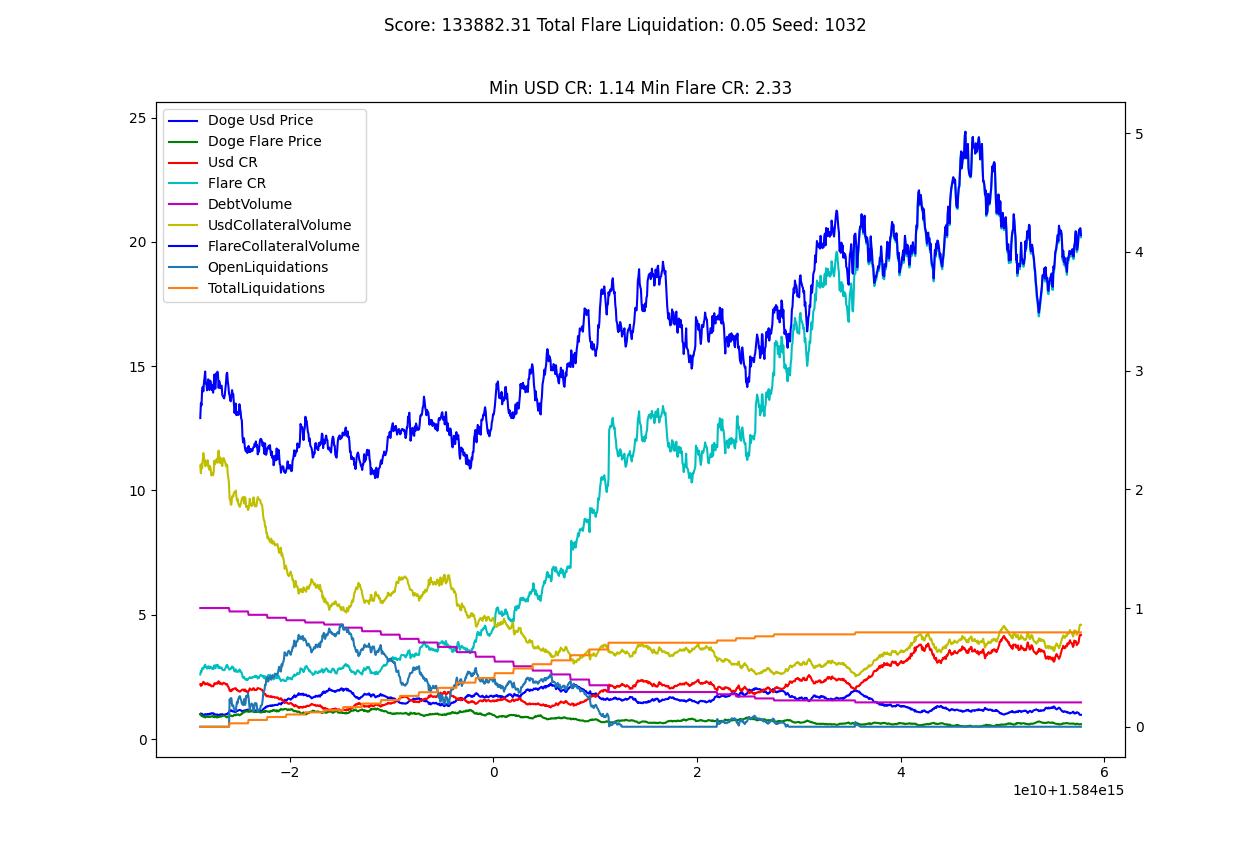 Score: 133882.31 Total Flare Liquidation: 0.05 Seed: 1032
Min USD CR: 1.14 Min Flare CR: 2.33
Doge Usd Price
Doge Flare Price
Usd CR
Flare CR
DebtVolume
UsdCollateralVolume
FlareCollateralVolume
OpenLiquidations
TotalLiquidations
25
20
15
10
5
0
5
4
3
2
1
0
−2
0
2
4
6
1e10+1.584e15